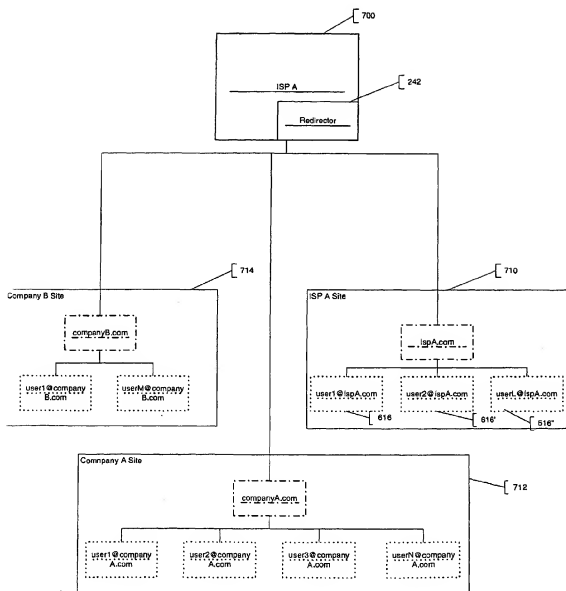 700
ISP A
242
Redirector
714
710
Company B Site
companyB.com
user1@company
B.com
userM@company
B.com
ISP A Site
ispA.com
user1@ispA.com
user2@ispA.com
userL@ispA.com
616
616'
616"
Comnpany A Site
712
companyA.com
user1@company
A.com
user2@company
A.com
user3@company
A.com
userN@company
A.com